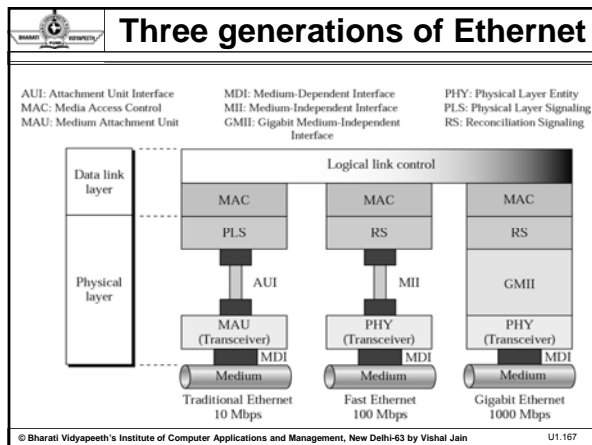 BHARATI VIDYAPEETH
PUNE
Three generations of Ethernet
AUI: Attachment Unit Interface
MAC: Media Access Control
MAU: Medium Attachment Unit
MDI: Medium-Dependent Interface
MII: Medium-Independent Interface
GMII: Gigabit Medium-Independent
Interface
PHY: Physical Layer Entity
PLS: Physical Layer Signaling
RS: Reconciliation Signaling
Data link
layer
Logical link control
MAC MAC MAC
PLS RS RS
Physical
layer
AUI MII GMII
MAU
(Transceiver)
PHY
(Transceiver)
PHY
(Transceiver)
MDI MDI MDI
Medium Medium Medium
Traditional Ethernet
10 Mbps
Fast Ethernet
100 Mbps
Gigabit Ethernet
1000 Mbps
© Bharati Vidyapeeth's Institute of Computer Applications and Management, New Delhi-63 by Vishal Jain U1.167